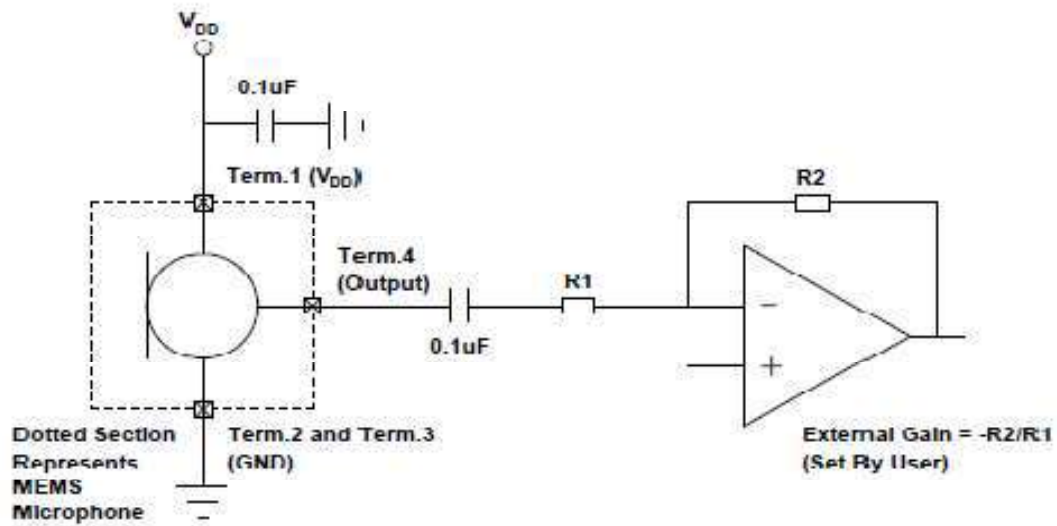 VDD
0.1uF
Term.1 (VDD)
R2
Term.4
(Output)
R1
0.1uF
−
+
Dotted Section
Represents
MEMS
Microphone
Term.2 and Term.3
(GND)
External Gain = -R2/R1
(Set By User)